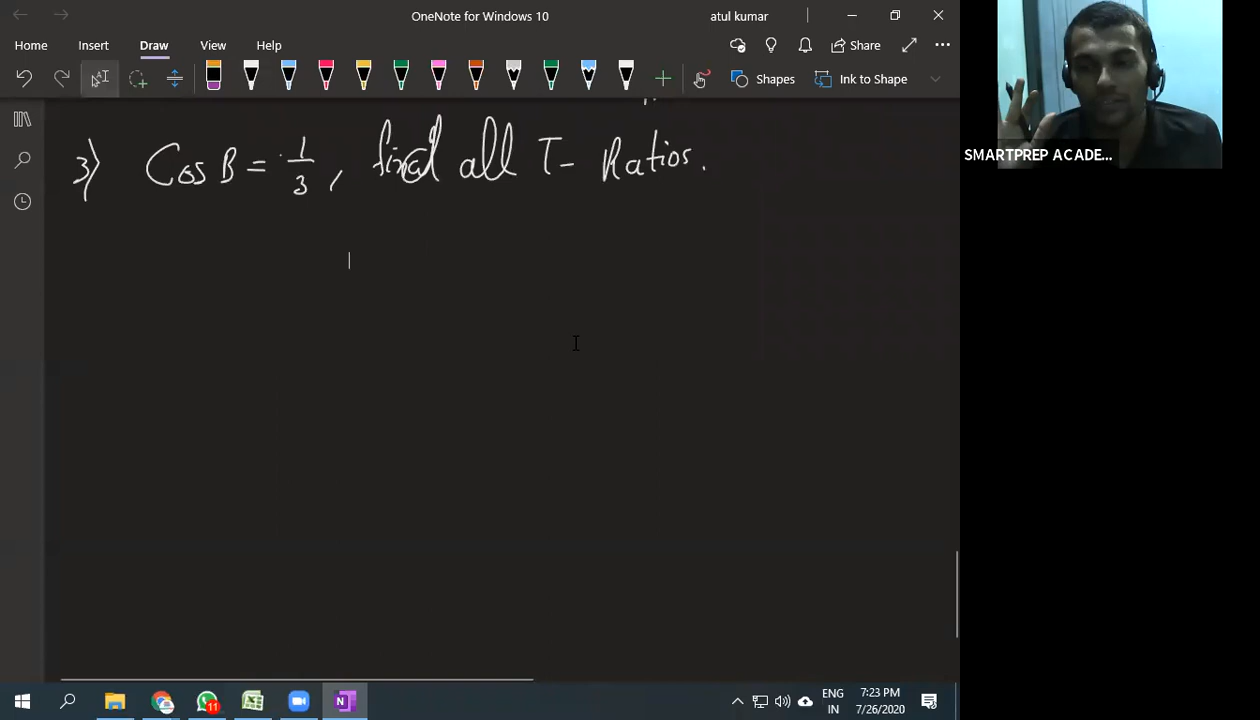 OneNote for Windows 10
atul kumar
Home Insert Draw View Help
Share
Shapes
Ink to Shape
3) Cos B = 1/3, find all T- Ratios.
SMARTPREP ACADE...
11
ENG
IN
7:23 PM
7/26/2020